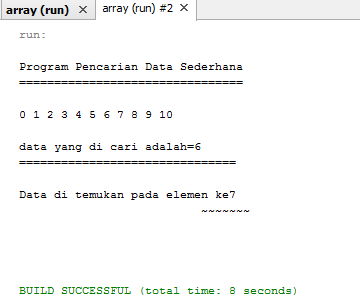 array (run) × array (run) #2 ×
run:
Program Pencarian Data Sederhana
================================
0 1 2 3 4 5 6 7 8 9 10
data yang di cari adalah=6
===============================
Data di temukan pada elemen ke7
~~~~~~~
BUILD SUCCESSFUL (total time: 8 seconds)